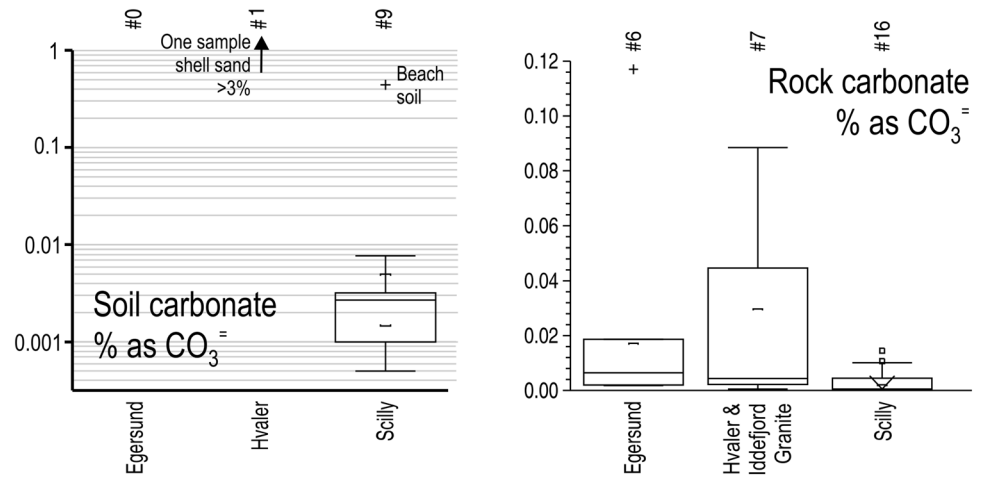 #0
#1
#9
One sample
shell sand
>3%
Beach
soil
1
0.1
0.01
0.001
Soil carbonate
% as CO3=
Egersund
Hvaler
Scilly
#6
#7
#16
Rock carbonate
% as CO3=
0.12
0.10
0.08
0.06
0.04
0.02
0.00
Egersund
Hvaler &
Iddefjord
Granite
Scilly